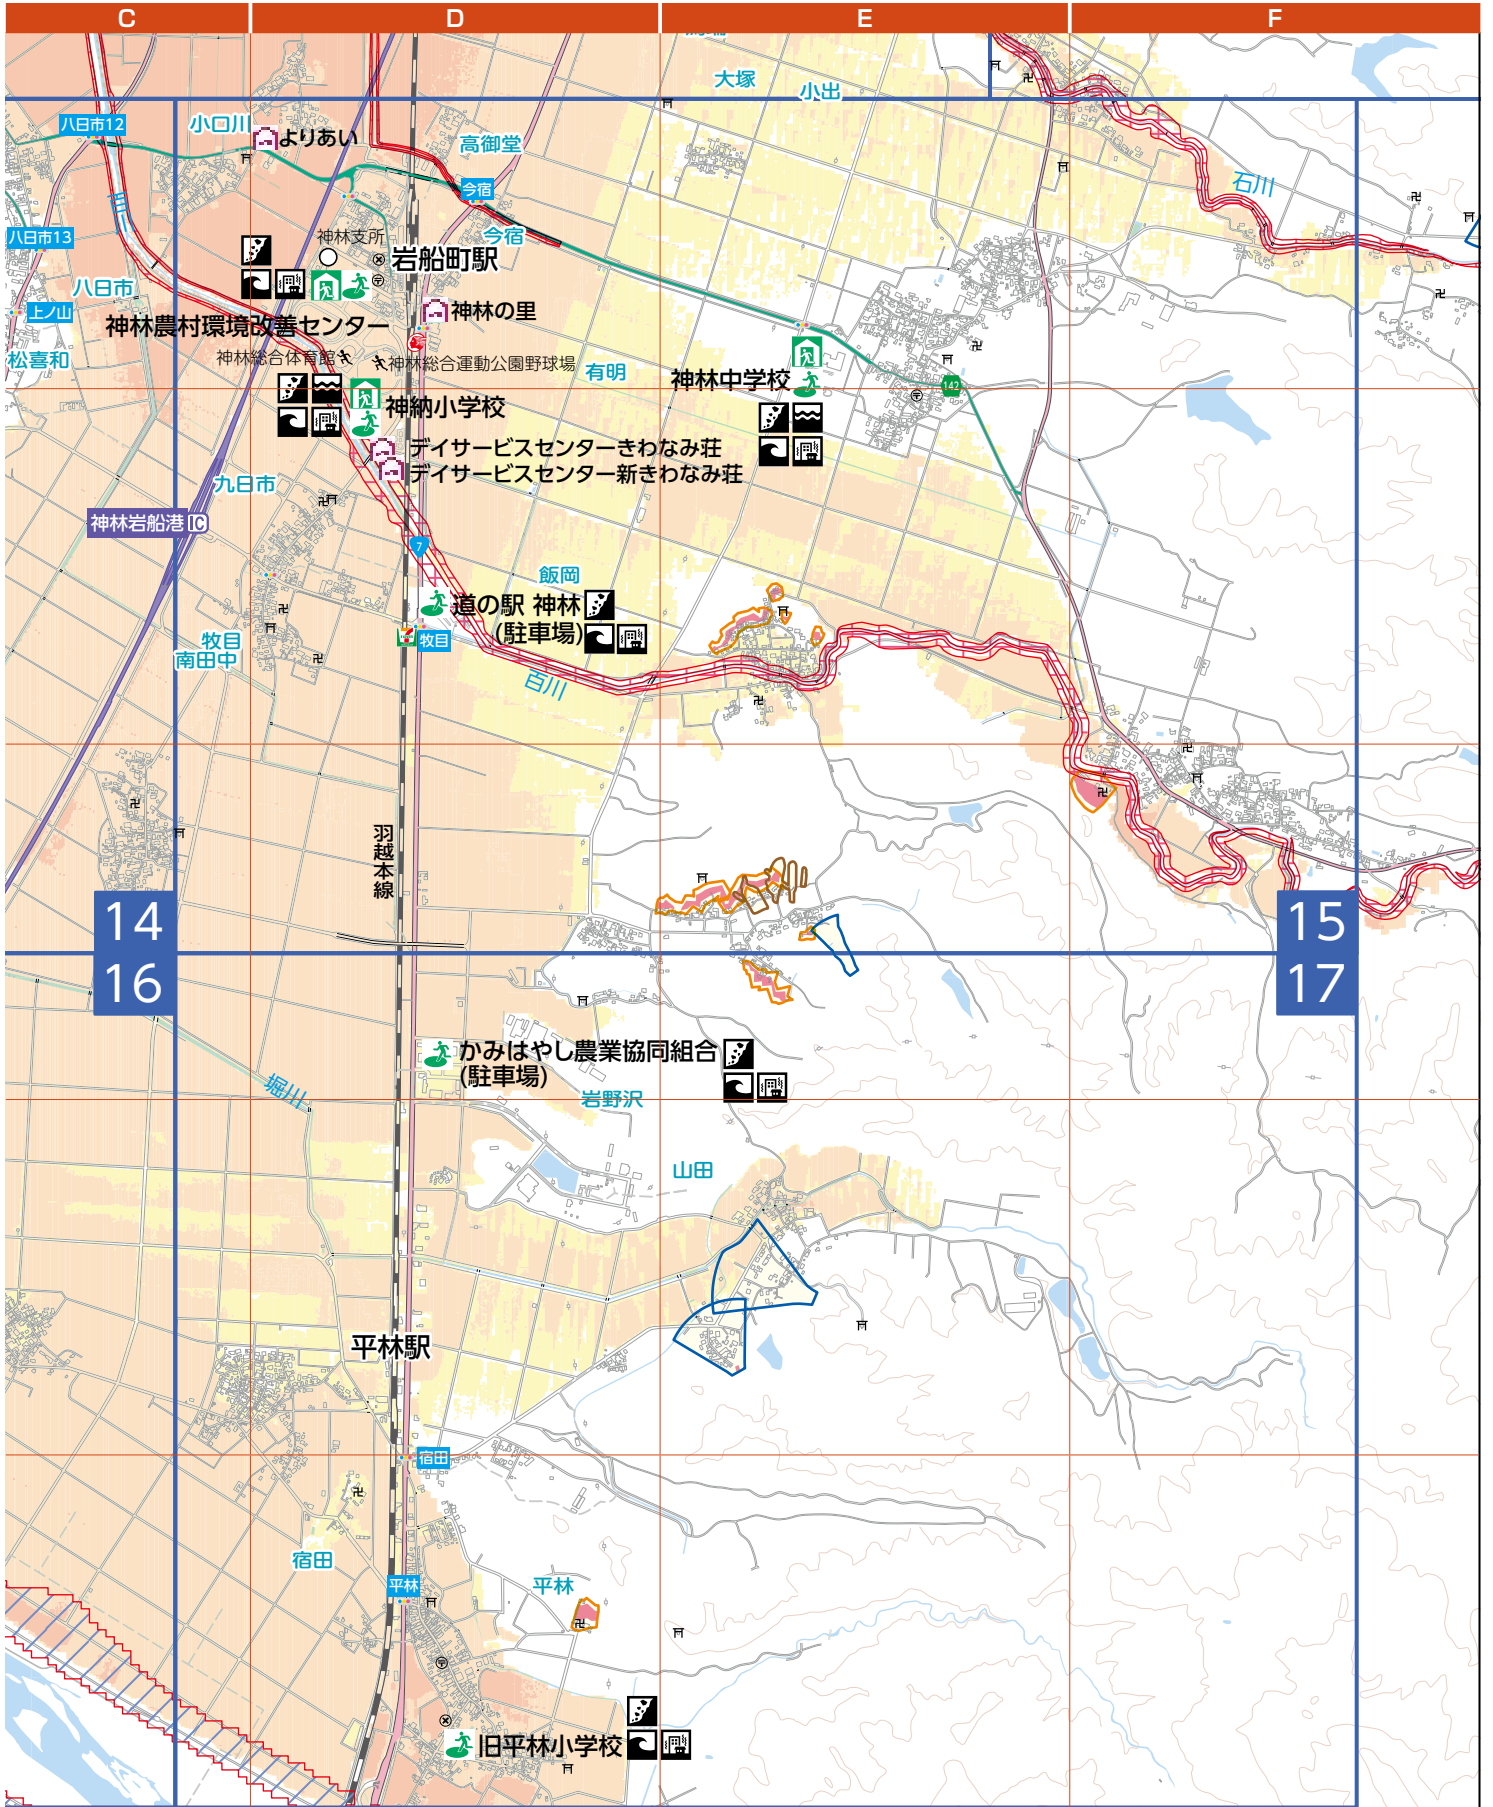 C
D
E
F
大塚
小出
八日市12
小口川
よりあい
高御堂
石川
今宿
今宿
八日市13
神林支所
岩船町駅
八日市
上ノ山
神林の里
神林農村環境改善センター
松喜和
神林総合体育館
神林総合運動公園野球場
有明
神林中学校
142
神納小学校
デイサービスセンターきわなみ荘
デイサービスセンター新きわなみ荘
九日市
神林岩船港IC
7
飯岡
道の駅 神林
(駐車場)
牧目
牧目
南田中
百川
羽越本線
14
16
15
17
かみはやし農業協同組合
(駐車場)
堀川
岩野沢
山田
平林駅
宿田
宿田
平林
平林
旧平林小学校